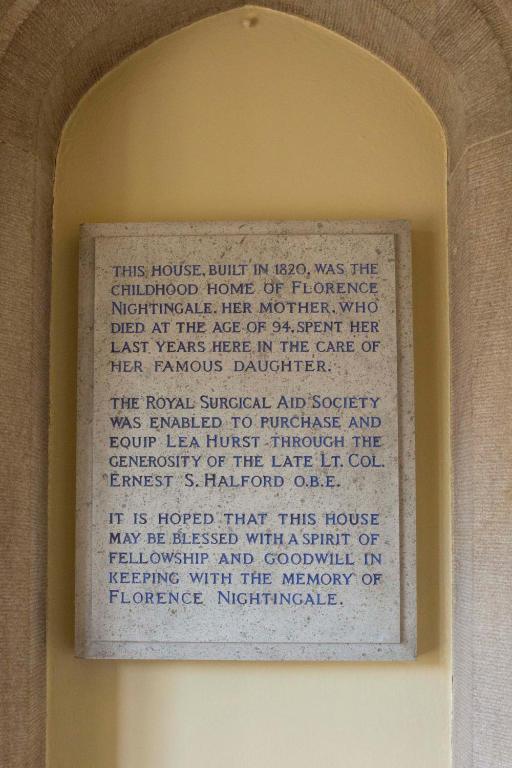 THIS HOUSE, BUILT IN 1820, WAS THE
CHILDHOOD HOME OF FLORENCE
NIGHTINGALE. HER MOTHER, WHO
DIED AT THE AGE OF 94, SPENT HER
LAST YEARS HERE IN THE CARE OF
HER FAMOUS DAUGHTER.
THE ROYAL SURGICAL AID SOCIETY
WAS ENABLED TO PURCHASE AND
EQUIP LEA HURST THROUGH THE
GENEROSITY OF THE LATE LT. COL.
ERNEST S. HALFORD O.B.E.
IT IS HOPED THAT THIS HOUSE
MAY BE BLESSED WITH A SPIRIT OF
FELLOWSHIP AND GOODWILL IN
KEEPING WITH THE MEMORY OF
FLORENCE NIGHTINGALE.